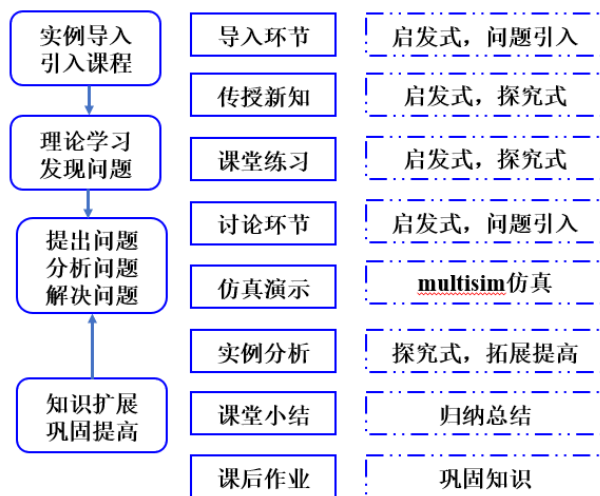 实例导入
引入课程
理论学习
发现问题
提出问题
分析问题
解决问题
知识扩展
巩固提高
导入环节
传授新知
课堂练习
讨论环节
仿真演示
实例分析
课堂小结
课后作业
启发式，问题引入
启发式，探究式
启发式，探究式
启发式，问题引入
multisim仿真
探究式，拓展提高
归纳总结
巩固知识